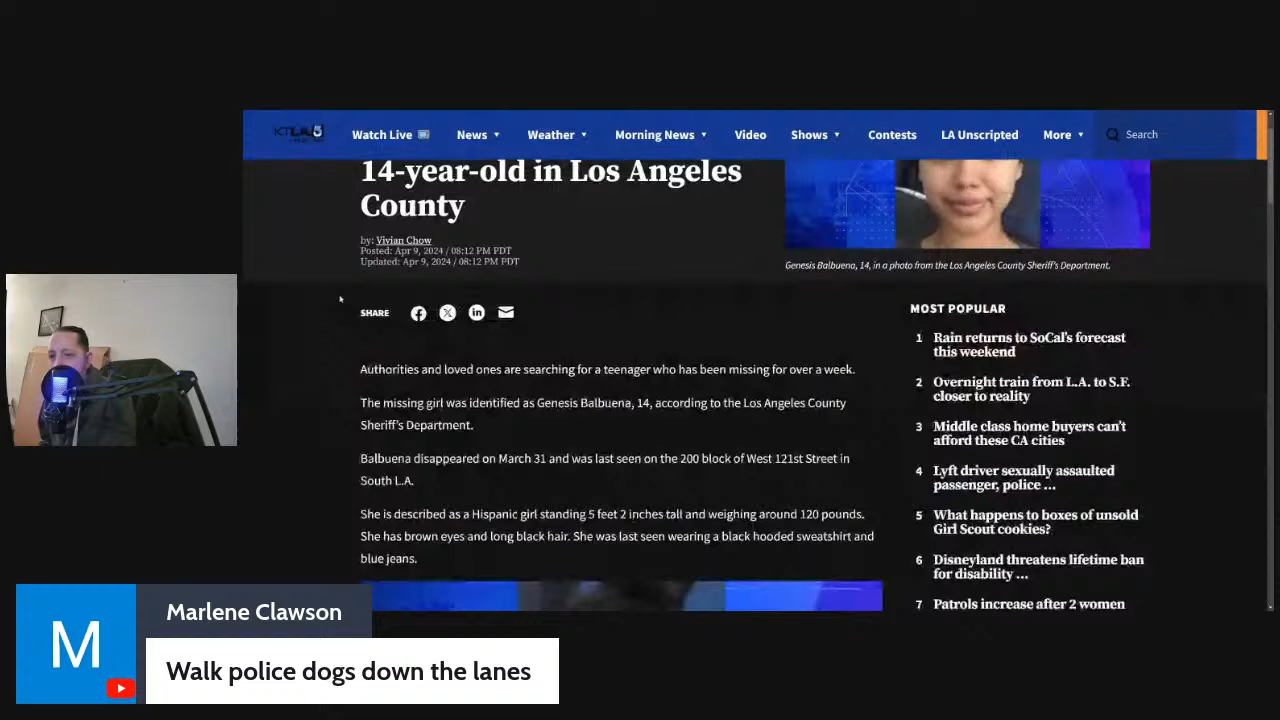 KTLA 5
Watch Live
News
Weather
Morning News
Video
Shows
Contests
LA Unscripted
More
Search
14-year-old in Los Angeles
County
by: Vivian Chow
Posted: Apr 9, 2024 / 08:12 PM PDT
Updated: Apr 9, 2024 / 08:12 PM PDT
Genesis Balbuena, 14, in a photo from the Los Angeles County Sheriff's Department.
SHARE
Authorities and loved ones are searching for a teenager who has been missing for over a week.
The missing girl was identified as Genesis Balbuena, 14, according to the Los Angeles County
Sheriff's Department.
Balbuena disappeared on March 31 and was last seen on the 200 block of West 121st Street in
South L.A.
She is described as a Hispanic girl standing 5 feet 2 inches tall and weighing around 120 pounds.
She has brown eyes and long black hair. She was last seen wearing a black hooded sweatshirt and
blue jeans.
MOST POPULAR
1 Rain returns to SoCal's forecast
this weekend
2 Overnight train from L.A. to S.F.
closer to reality
3 Middle class home buyers can't
afford these CA cities
4 Lyft driver sexually assaulted
passenger, police ...
5 What happens to boxes of unsold
Girl Scout cookies?
6 Disneyland threatens lifetime ban
for disability ...
7 Patrols increase after 2 women
M
Marlene Clawson
Walk police dogs down the lanes